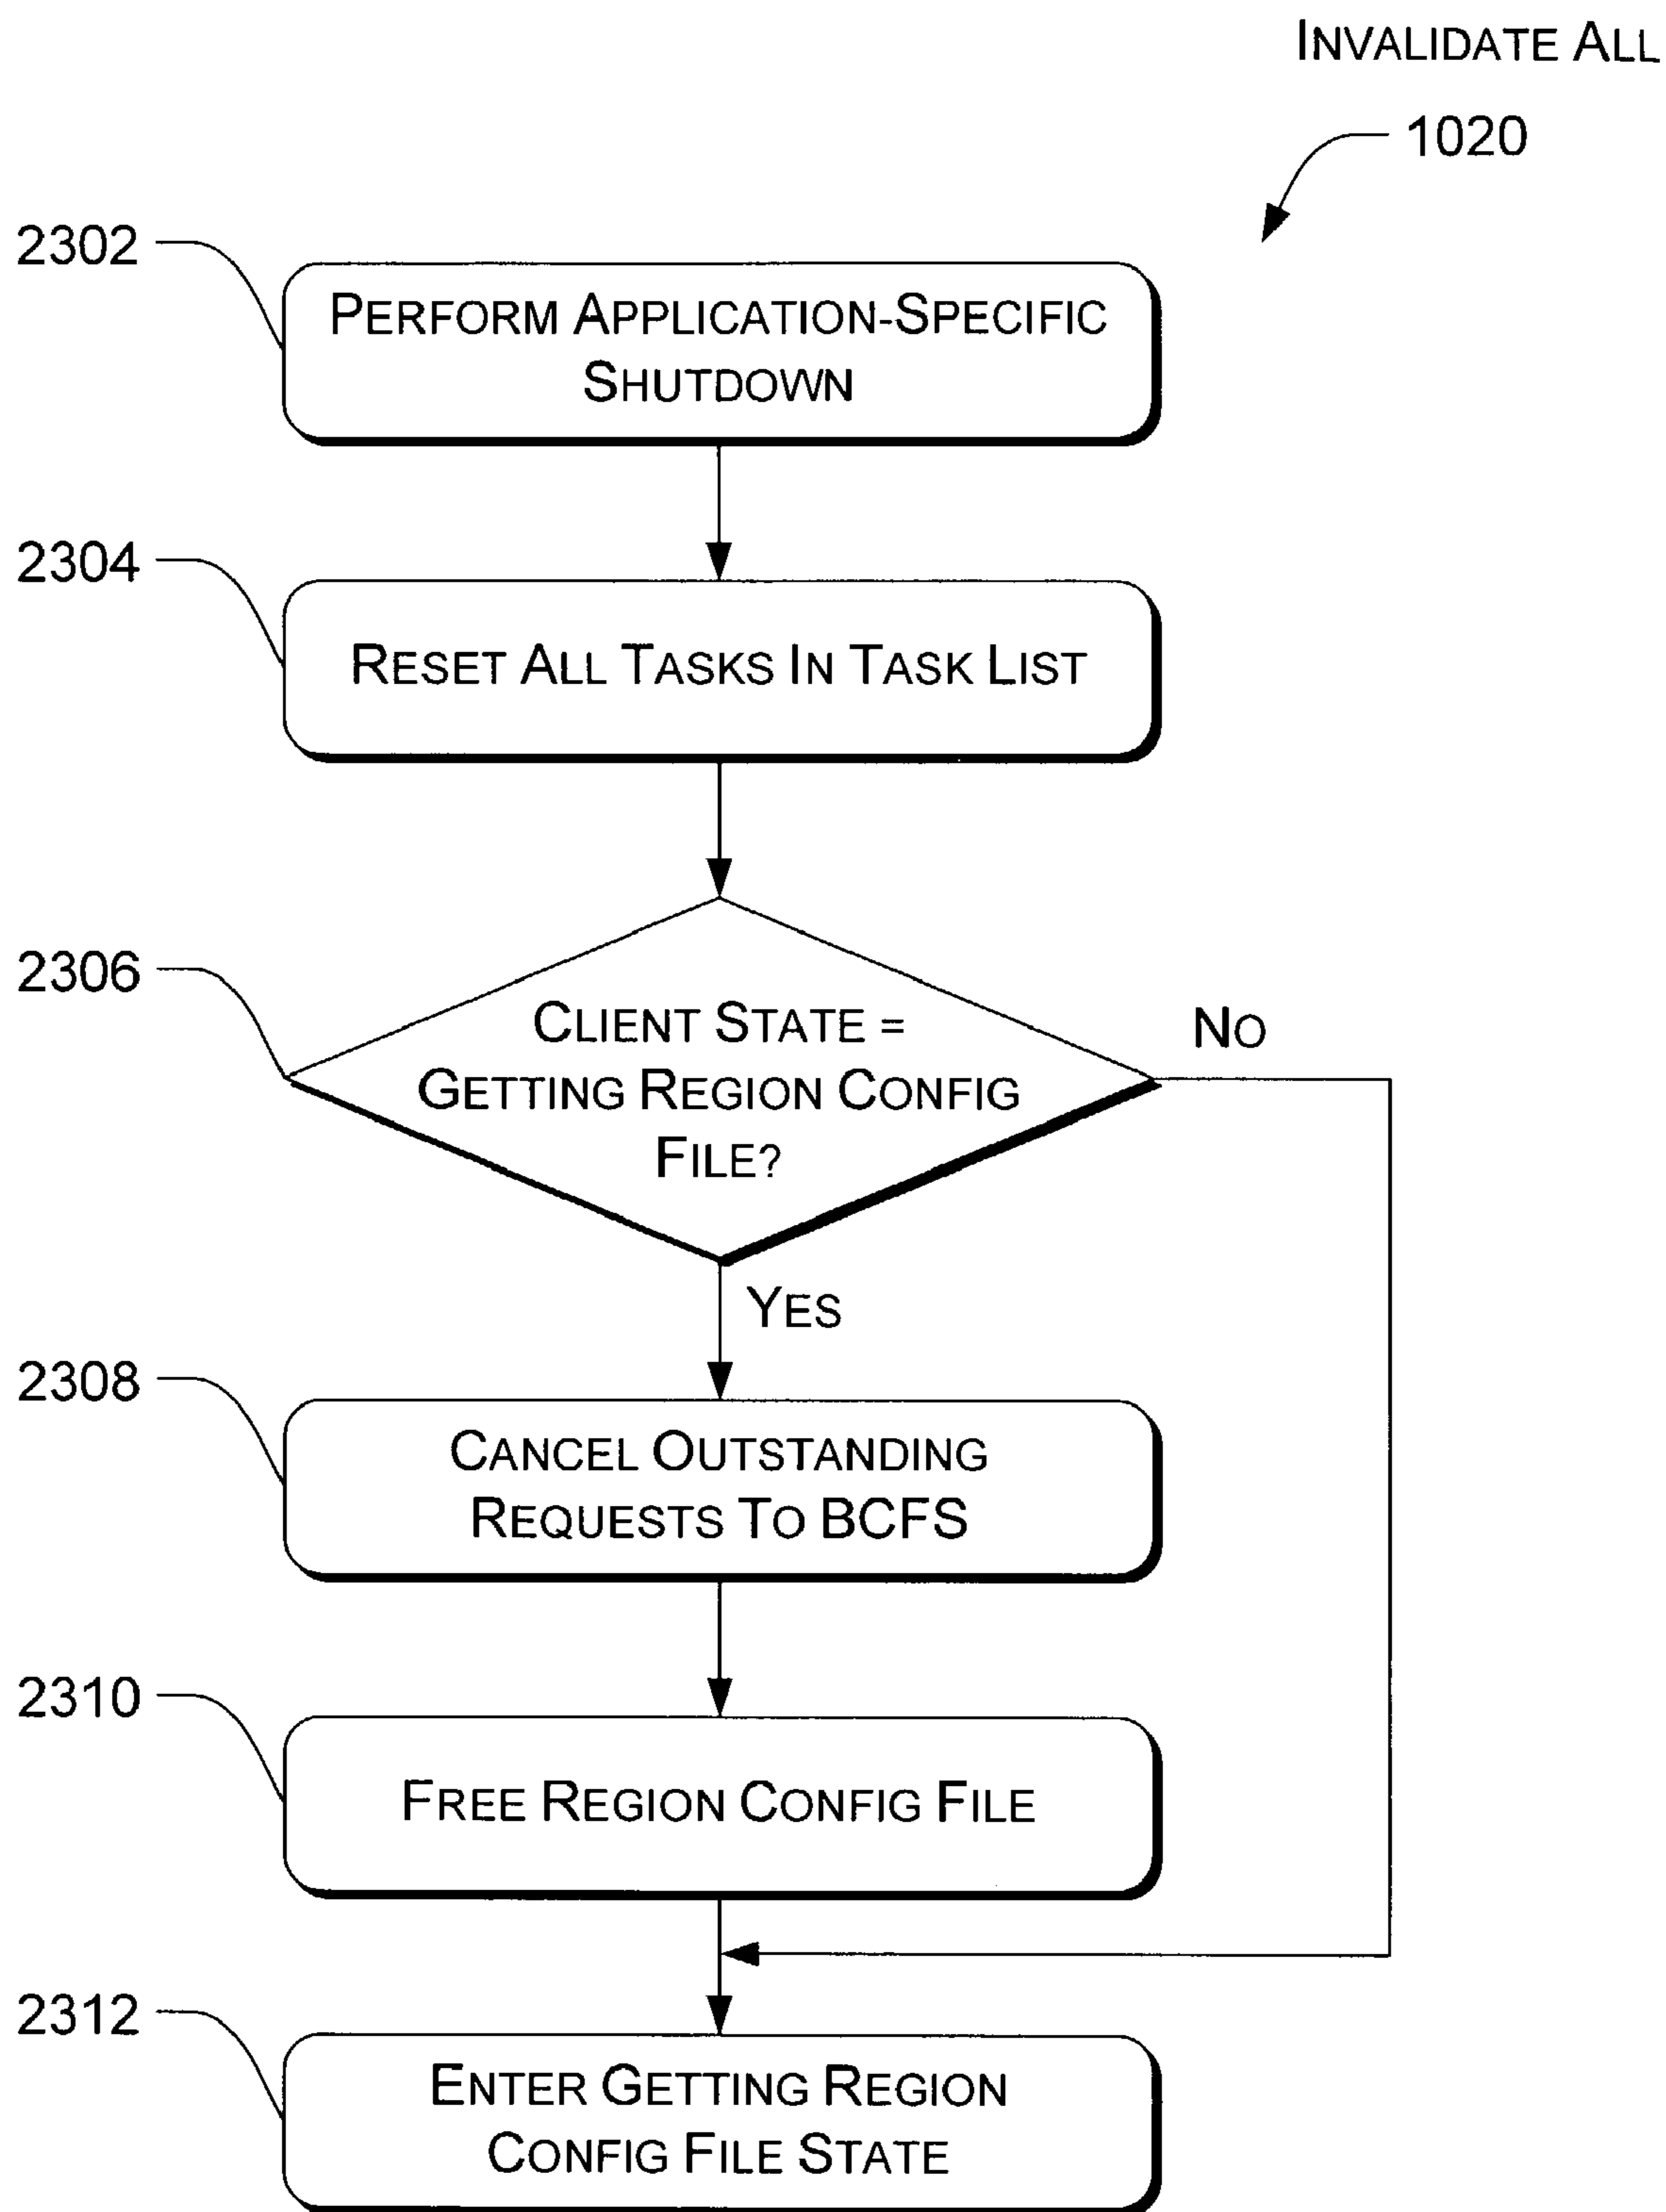 INVALIDATE ALL
1020
2302
PERFORM APPLICATION-SPECIFIC
SHUTDOWN
2304
RESET ALL TASKS IN TASK LIST
2306
CLIENT STATE =
GETTING REGION CONFIG
FILE?
NO
YES
2308
CANCEL OUTSTANDING
REQUESTS TO BCFS
2310
FREE REGION CONFIG FILE
2312
ENTER GETTING REGION
CONFIG FILE STATE